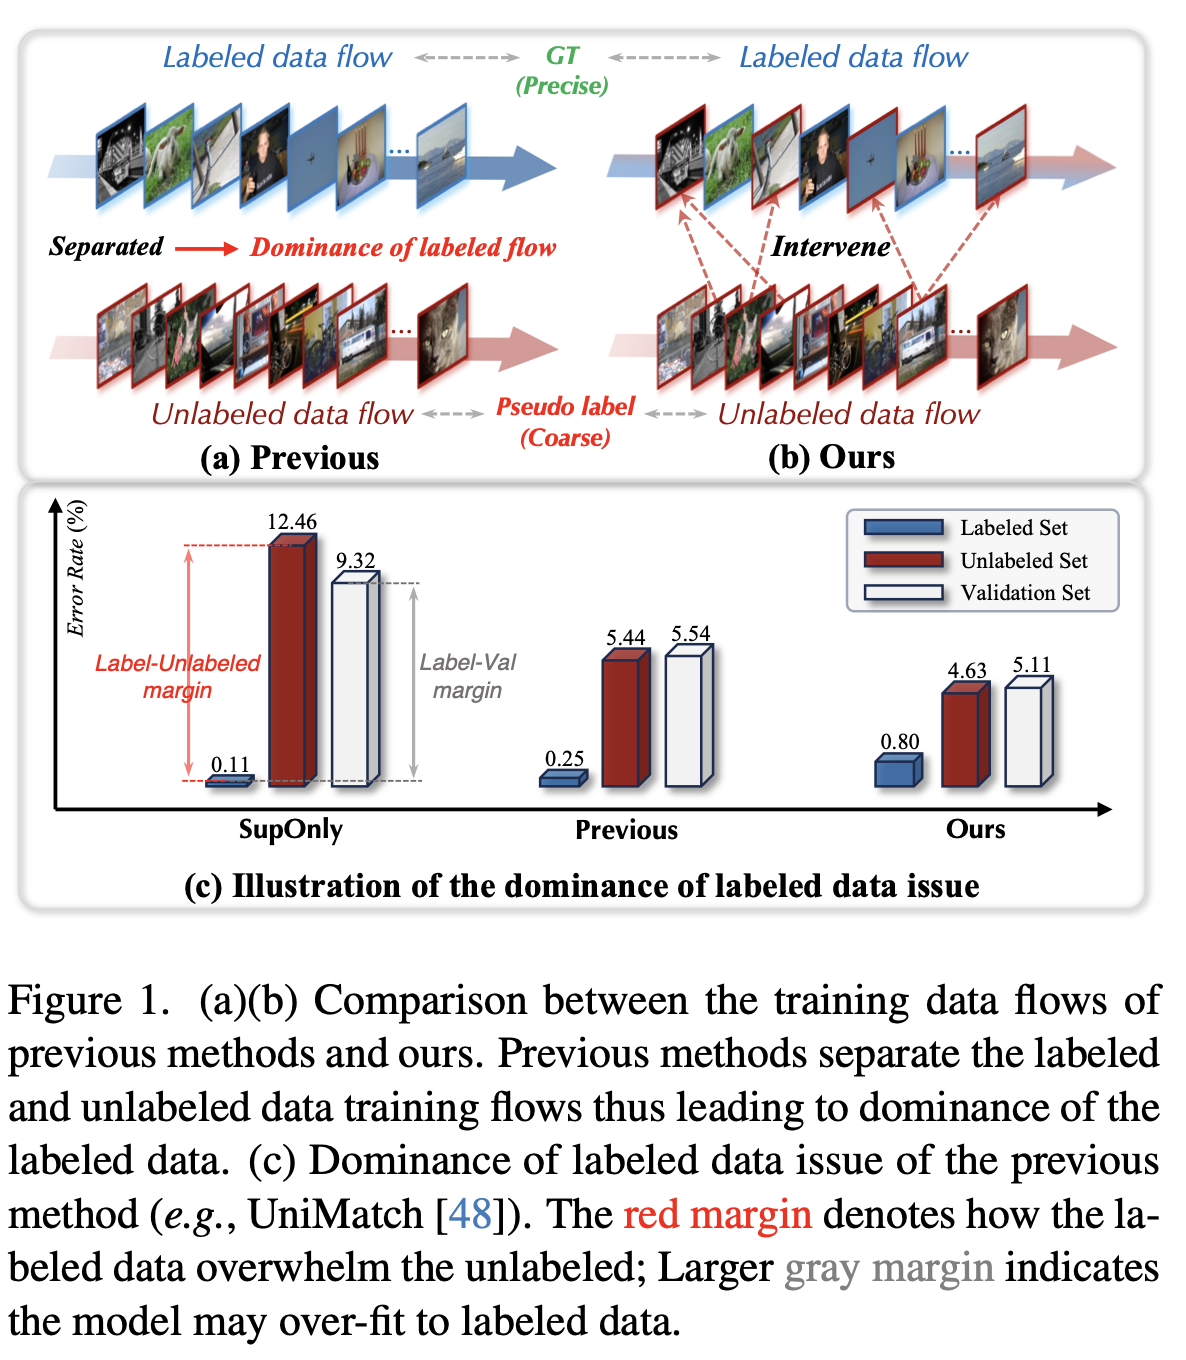 Labeled data flow
GT
(Precise)
Labeled data flow
...
...
Separated
Dominance of labeled flow
Intervene
...
...
Unlabeled data flow
Pseudo label
(Coarse)
Unlabeled data flow
(a) Previous
(b) Ours
Error Rate (%)
12.46
9.32
Label-Unlabeled
margin
Label-Val
margin
0.11
5.44
5.54
0.25
4.63
5.11
0.80
Labeled Set
Unlabeled Set
Validation Set
SupOnly
Previous
Ours
(c) Illustration of the dominance of labeled data issue
Figure 1. (a)(b) Comparison between the training data flows of
previous methods and ours. Previous methods separate the labeled
and unlabeled data training flows thus leading to dominance of the
labeled data. (c) Dominance of labeled data issue of the previous
method (e.g., UniMatch [48]). The red margin denotes how the la-
beled data overwhelm the unlabeled; Larger gray margin indicates
the model may over-fit to labeled data.